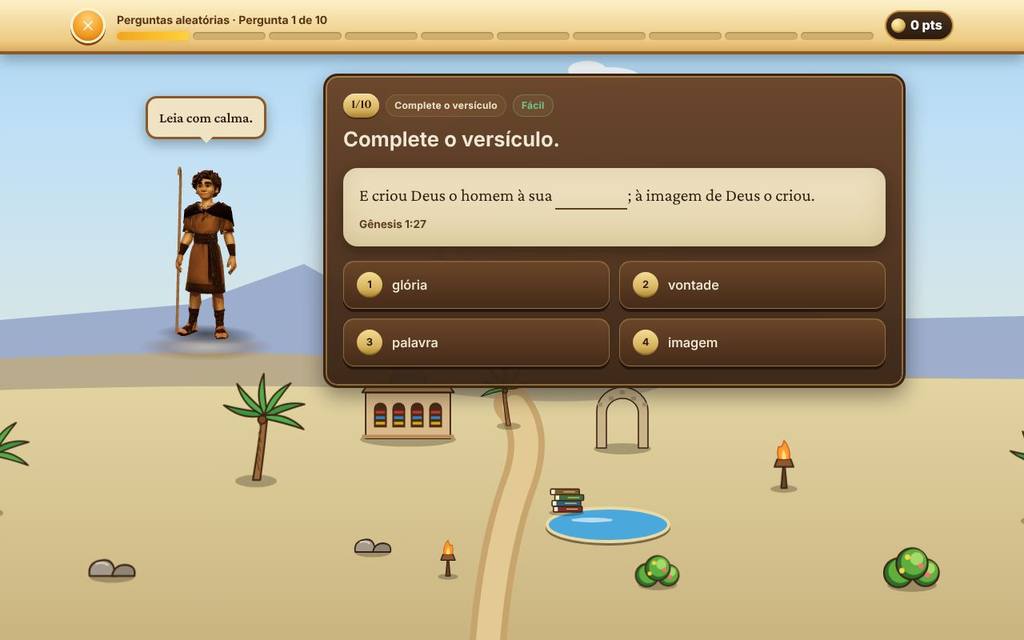 Perguntas aleatórias · Pergunta 1 de 10
0 pts
Leia com calma.
1/10
Complete o versículo
Fácil
Complete o versículo.
E criou Deus o homem à sua ________; à imagem de Deus o criou.
Gênesis 1:27
1 glória
2 vontade
3 palavra
4 imagem